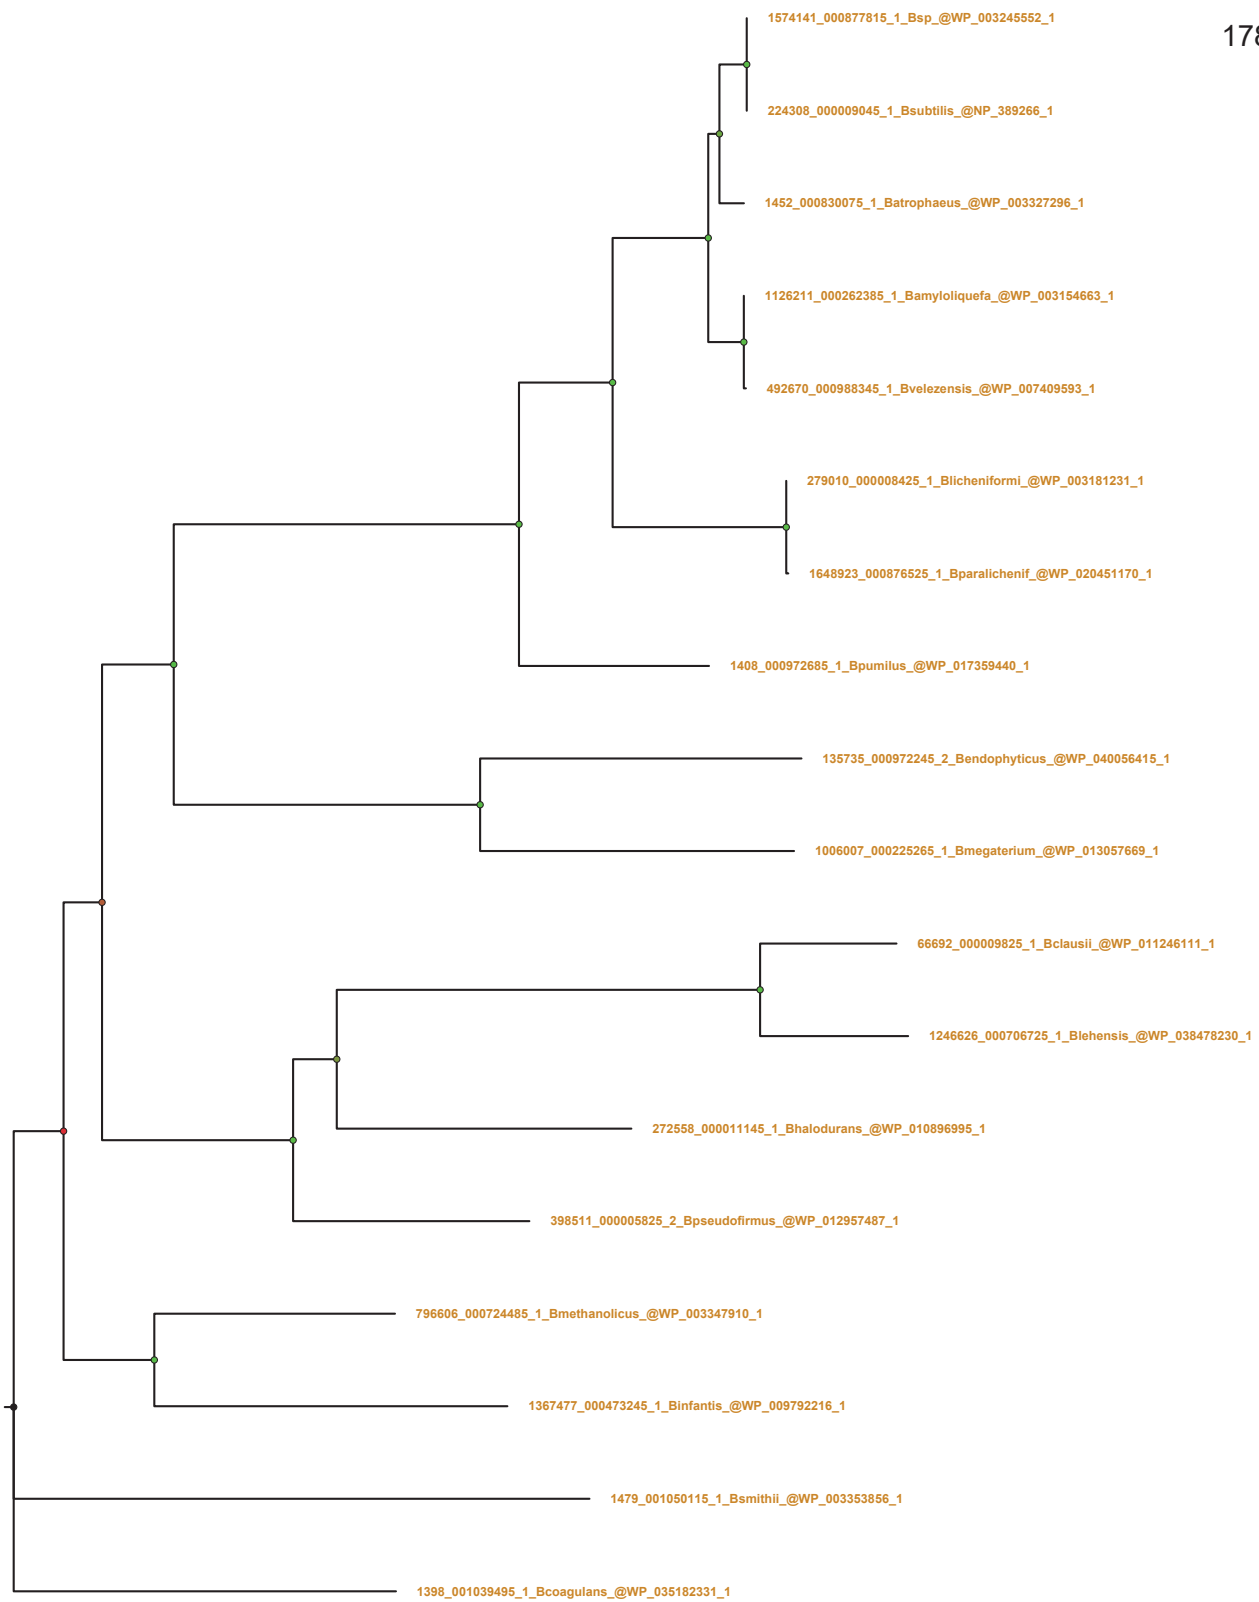 1574141_000877815_1_Bsp_@WP_003245552_1
178
224308_000009045_1_Bsubtilis_@NP_389266_1
1452_000830075_1_Batrophaeus_@WP_003327296_1
1126211_000262385_1_Bamyloliquefa_@WP_003154663_1
492670_000988345_1_Bvelezensis_@WP_007409593_1
279010_000008425_1_Blicheniformi_@WP_003181231_1
1648923_000876525_1_Bparalichenif_@WP_020451170_1
1408_000972685_1_Bpumilus_@WP_017359440_1
135735_000972245_2_Bendophyticus_@WP_040056415_1
1006007_000225265_1_Bmegaterium_@WP_013057669_1
66692_000009825_1_Bclausii_@WP_011246111_1
1246626_000706725_1_Blehensis_@WP_038478230_1
272558_000011145_1_Bhalodurans_@WP_010896995_1
398511_000005825_2_Bpseudofirmus_@WP_012957487_1
796606_000724485_1_Bmethanolicus_@WP_003347910_1
1367477_000473245_1_Binfantis_@WP_009792216_1
1479_001050115_1_Bsmithii_@WP_003353856_1
1398_001039495_1_Bcoagulans_@WP_035182331_1